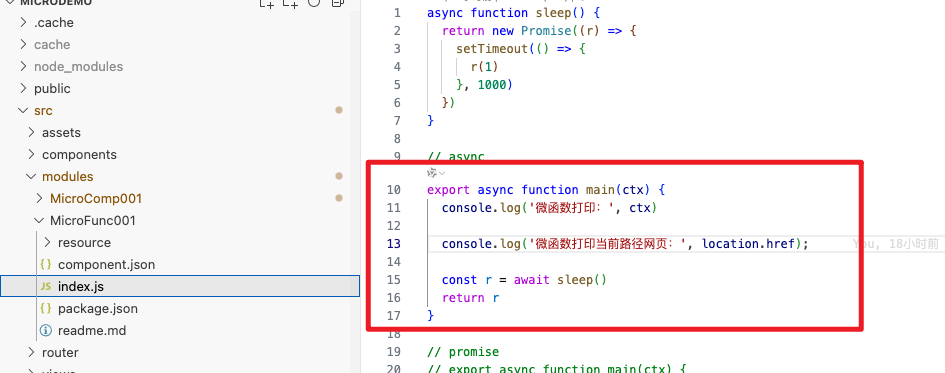 MICRODEMO
.cache
cache
node_modules
public
src
assets
components
modules
MicroComp001
MicroFunc001
resource
{} component.json
JS index.js
{} package.json
readme.md
router
views
1 async function sleep() {
2 return new Promise((r) => {
3 setTimeout(() => {
4 r(1)
5 }, 1000)
6 })
7 }
8
9 // async
10 export async function main(ctx) {
11 console.log('微函数打印：', ctx)
12
13 console.log('微函数打印当前路径网页：', location.href); You, 18小时前
14
15 const r = await sleep()
16 return r
17 }
18
19 // promise
20 // export async function main(ctx) {